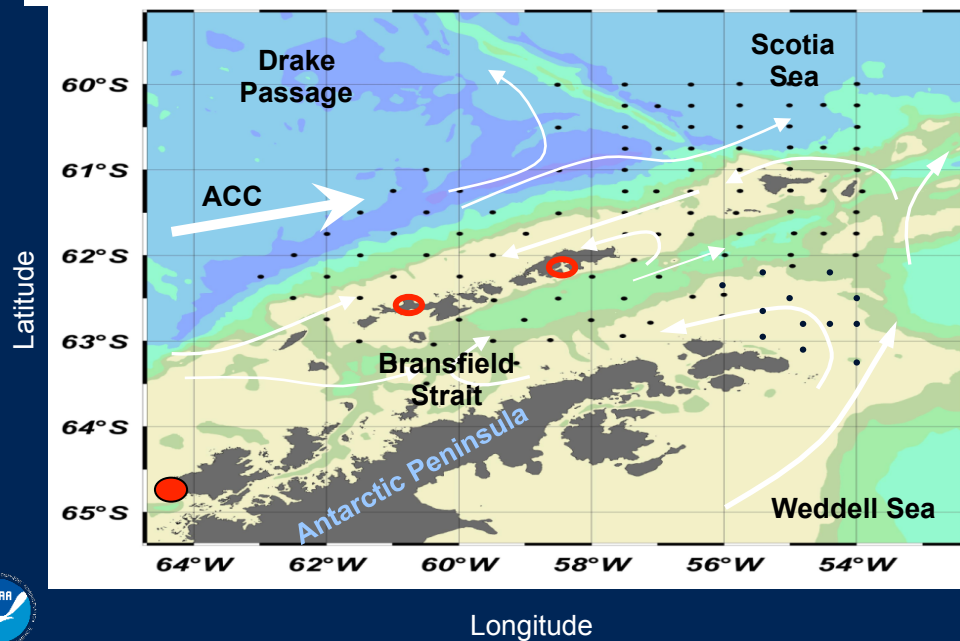 Drake
Passage
Scotia
Sea
60°S
61°S
ACC
62°S
Latitude
63°S
Bransfield
Strait
64°S
Antarctic Peninsula
65°S
Weddell Sea
64°W
62°W
60°W
58°W
56°W
54°W
Longitude